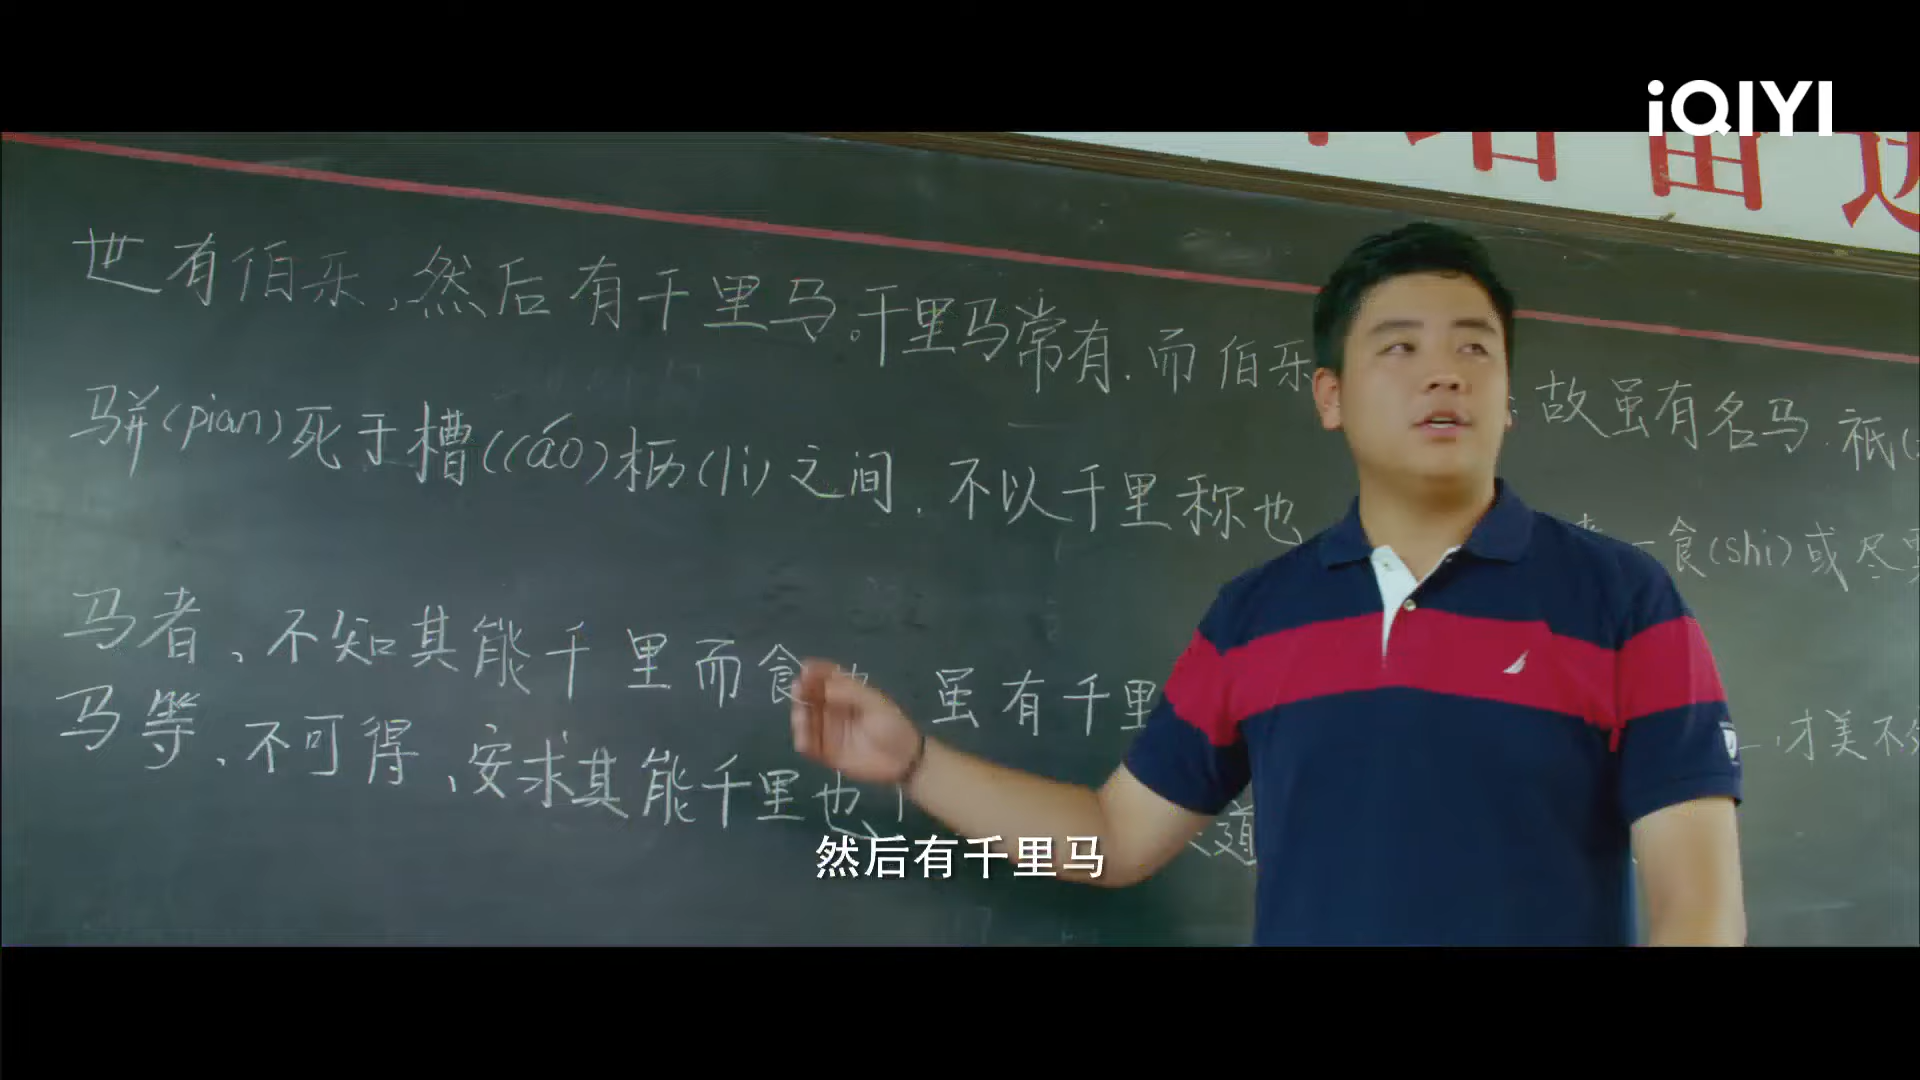 iQIYI
世有伯乐,然后有千里马。千里马常有.而伯乐 故虽有名马.祇(
骈(pian)死于槽(cáo)枥(li)之间.不以千里称也
一食(shi)或尽
马者、不知其能千里而食 虽有千里 才美不
马等、不可得、安求其能千里也 道
然后有千里马